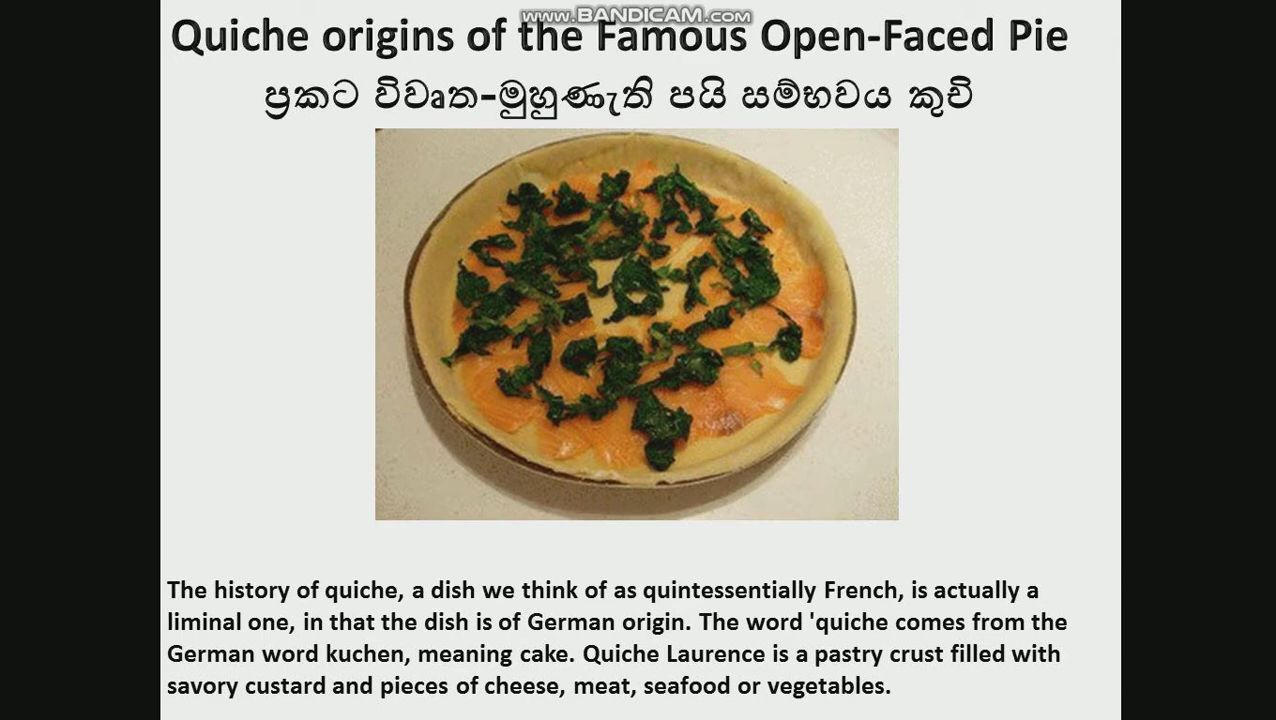 www.BANDICAM.com
Quiche origins of the Famous Open-Faced Pie
ප්‍රකට විවෘත-මුහුණැති පයි සම්භවය කුචි
The history of quiche, a dish we think of as quintessentially French, is actually a
liminal one, in that the dish is of German origin. The word 'quiche comes from the
German word kuchen, meaning cake. Quiche Laurence is a pastry crust filled with
savory custard and pieces of cheese, meat, seafood or vegetables.